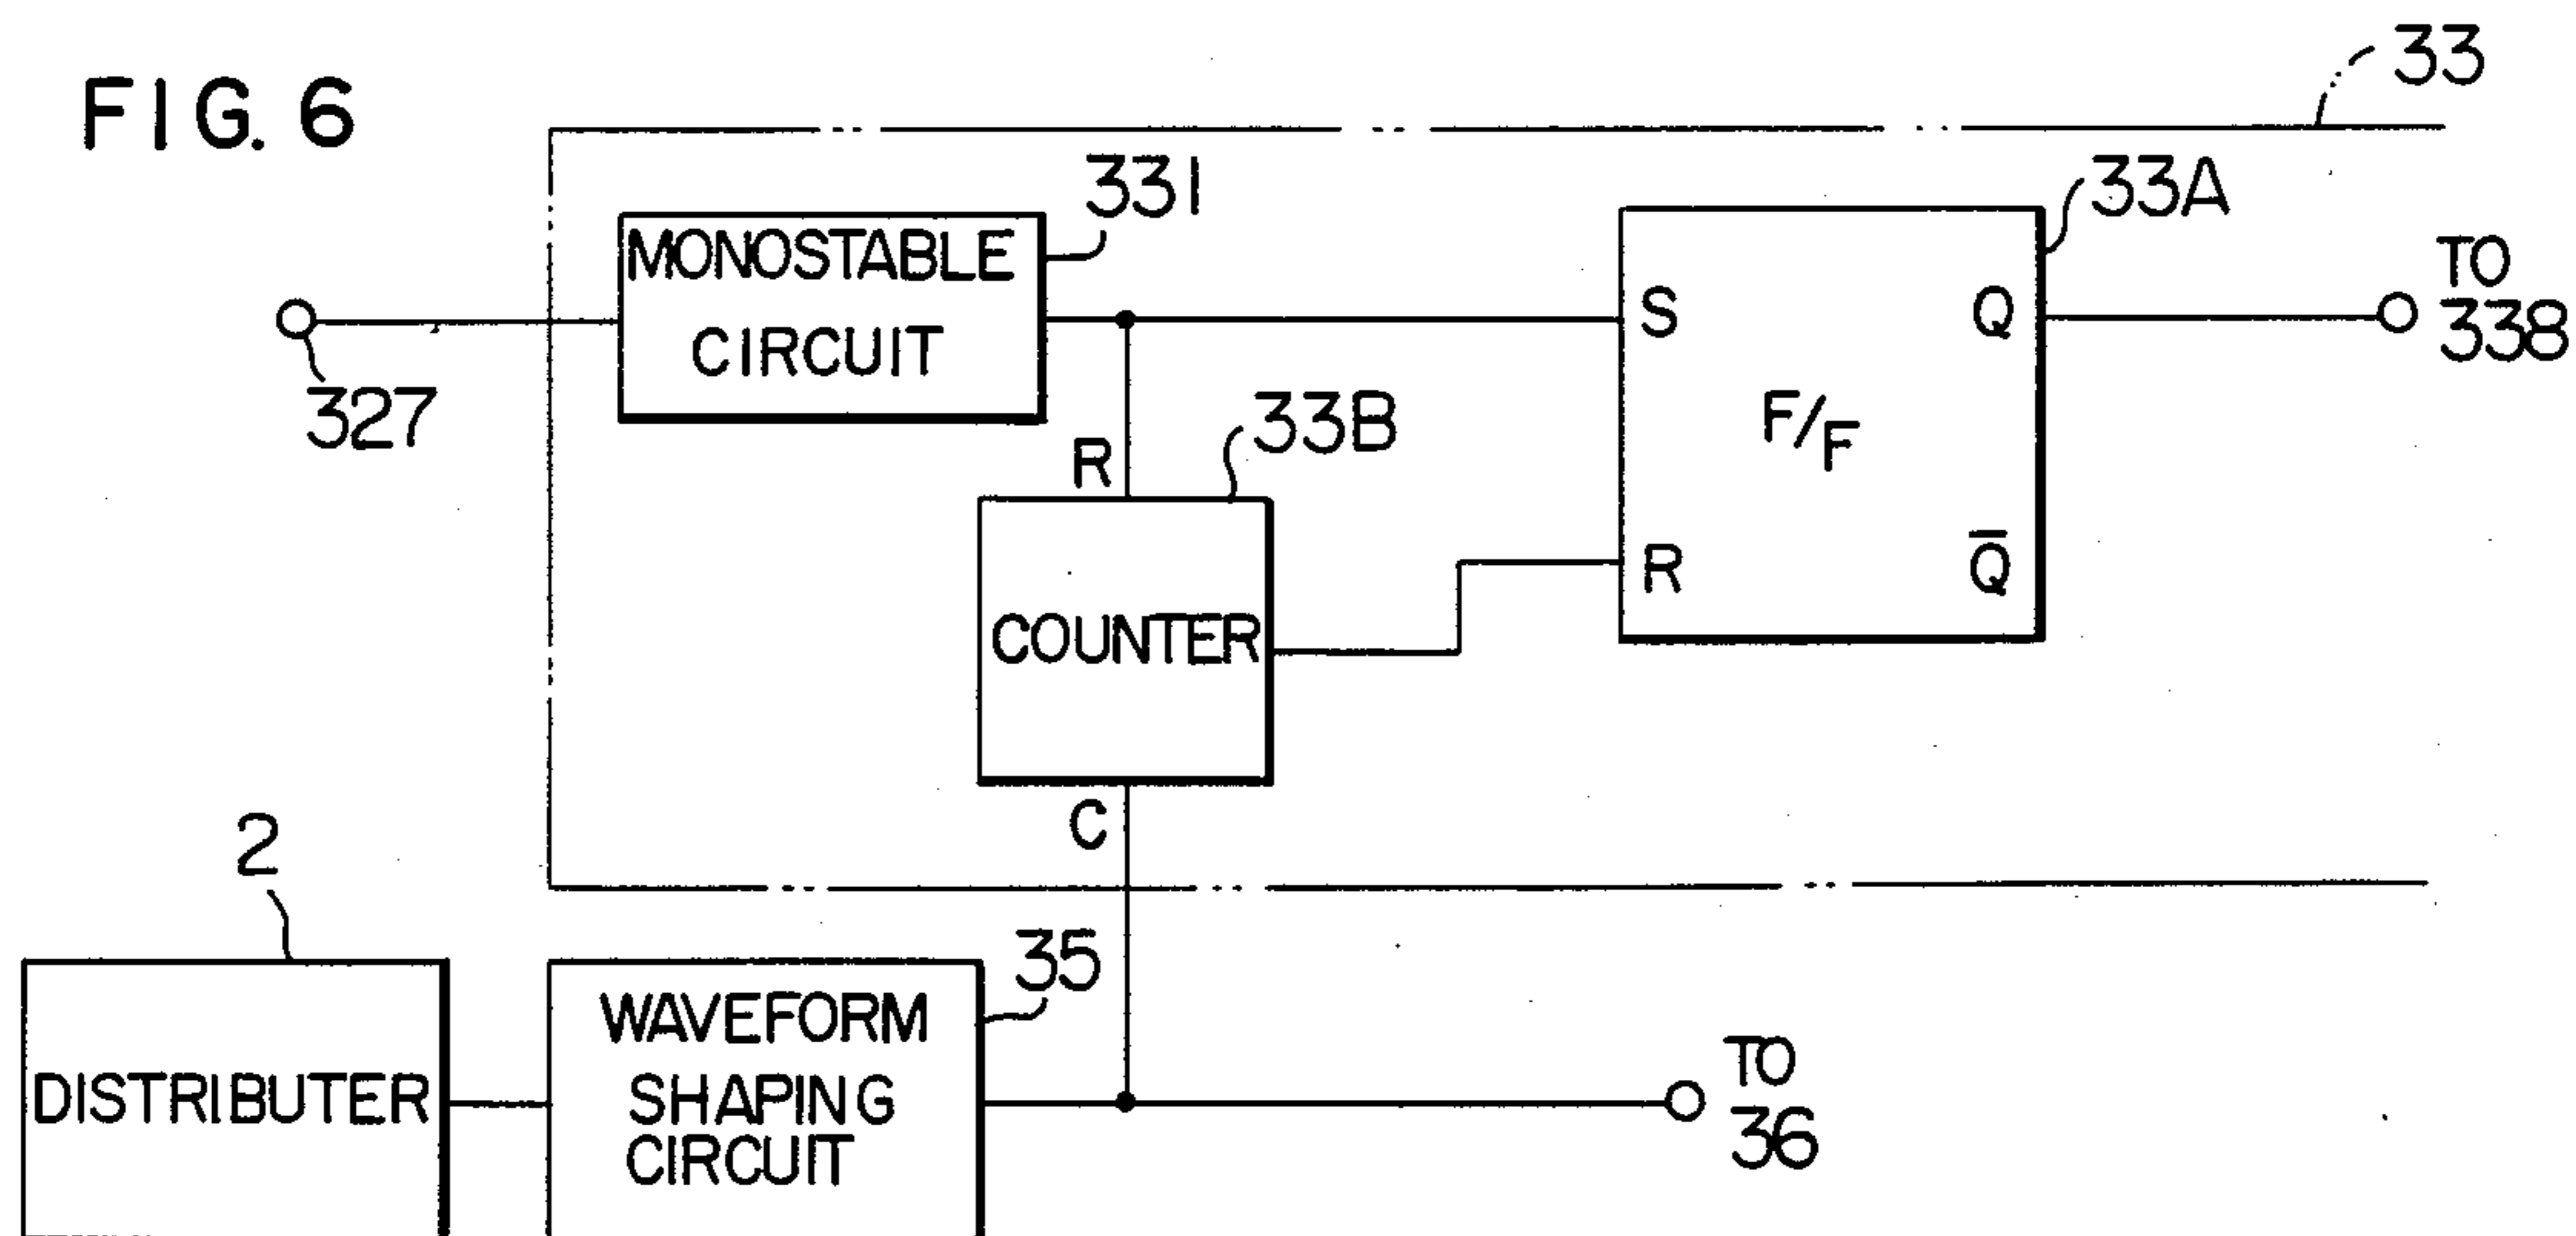 FIG. 6
33
331
33A
MONOSTABLE
CIRCUIT
327
S
Q
R
Q̅
F/F
TO
338
R
33B
COUNTER
C
2
DISTRIBUTER
35
WAVEFORM
SHAPING
CIRCUIT
TO
36